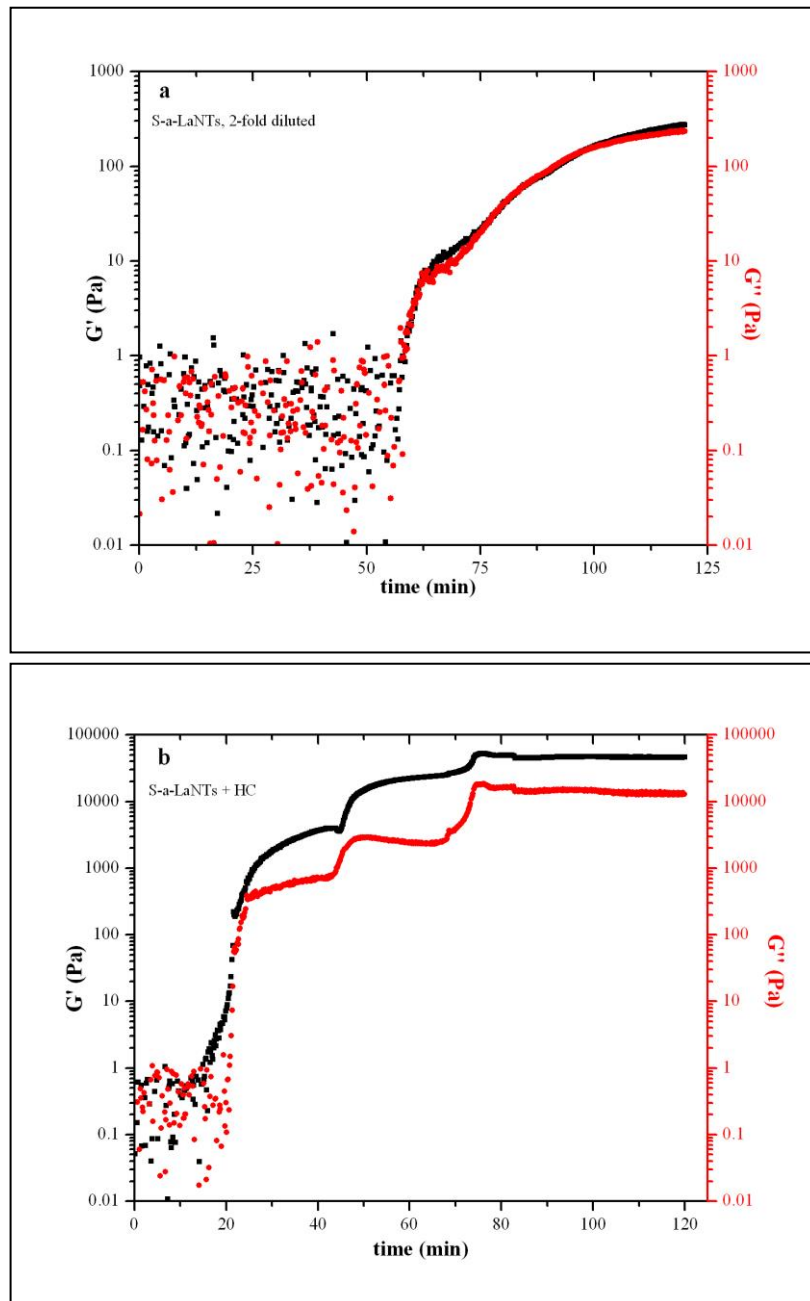 a
S-a-LaNTs, 2-fold diluted
G' (Pa)
1000
100
10
1
0.1
0.01
1000
100
10
1
0.1
0.01
G'' (Pa)
0 25 50 75 100 125
time (min)
b
S-a-LaNTs + HC
G' (Pa)
100000
10000
1000
100
10
1
0.1
0.01
100000
10000
1000
100
10
1
0.1
0.01
G'' (Pa)
0 20 40 60 80 100 120
time (min)